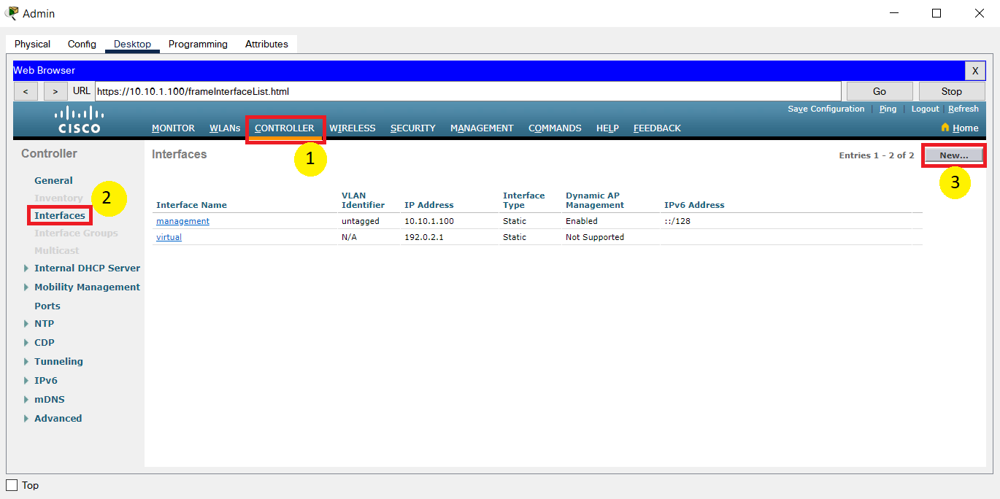 Admin
Physical Config Desktop Programming Attributes
Web Browser X
< > URL https://10.10.1.100/frameInterfaceList.html Go Stop
Save Configuration | Ping | Logout | Refresh
CISCO MONITOR WLANs CONTROLLER WIRELESS SECURITY MANAGEMENT COMMANDS HELP FEEDBACK Home
1
Controller
General
Inventory
2
Interfaces
Interface Groups
Multicast
Internal DHCP Server
Mobility Management
Ports
NTP
CDP
Tunneling
IPv6
mDNS
Advanced
Interfaces Entries 1 - 2 of 2 New...
3
Interface Name VLAN Identifier IP Address Interface Type Dynamic AP Management IPv6 Address
management untagged 10.10.1.100 Static Enabled ::/128
virtual N/A 192.0.2.1 Static Not Supported
Top